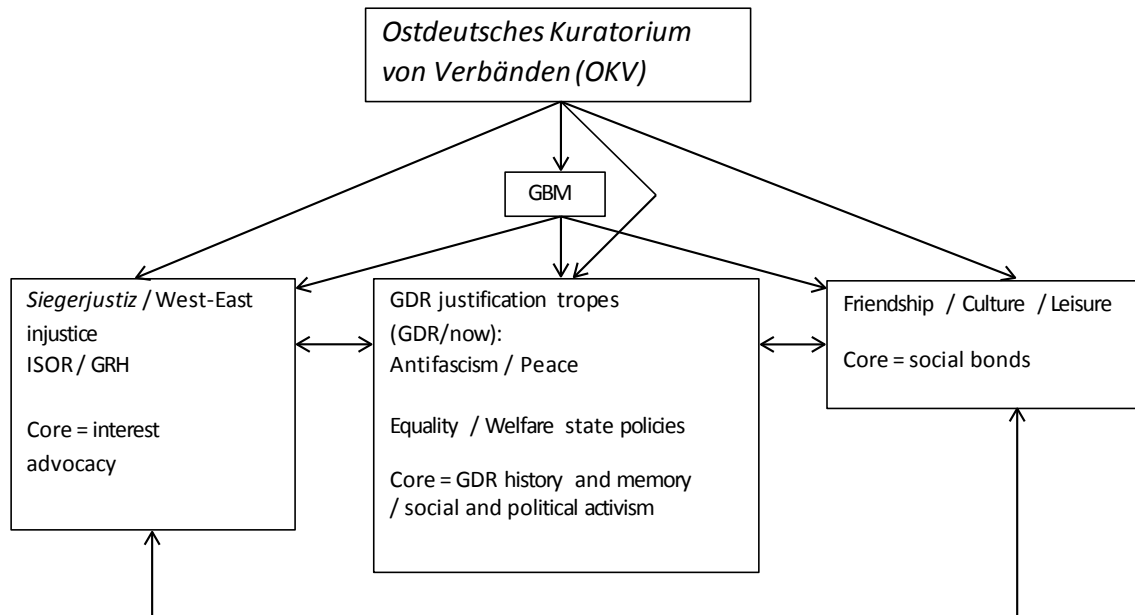 Ostdeutsches Kuratorium
von Verbänden (OKV)
GBM
Siegerjustiz / West-East
injustice
ISOR / GRH
Core = interest
advocacy
GDR justification tropes
(GDR/now):
Antifascism / Peace
Equality / Welfare state policies
Core = GDR history and memory
/ social and political activism
Friendship / Culture / Leisure
Core = social bonds